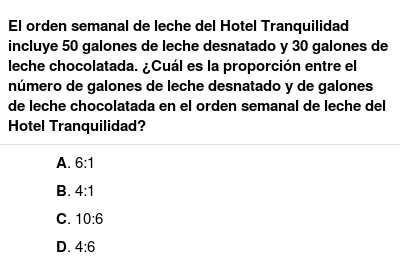 El orden semanal de leche del Hotel Tranquilidad
incluye 50 galones de leche desnatado y 30 galones de
leche chocolatada. ¿Cuál es la proporción entre el
número de galones de leche desnatado y de galones
de leche chocolatada en el orden semanal de leche del
Hotel Tranquilidad?
A. 6:1
B. 4:1
C. 10:6
D. 4:6